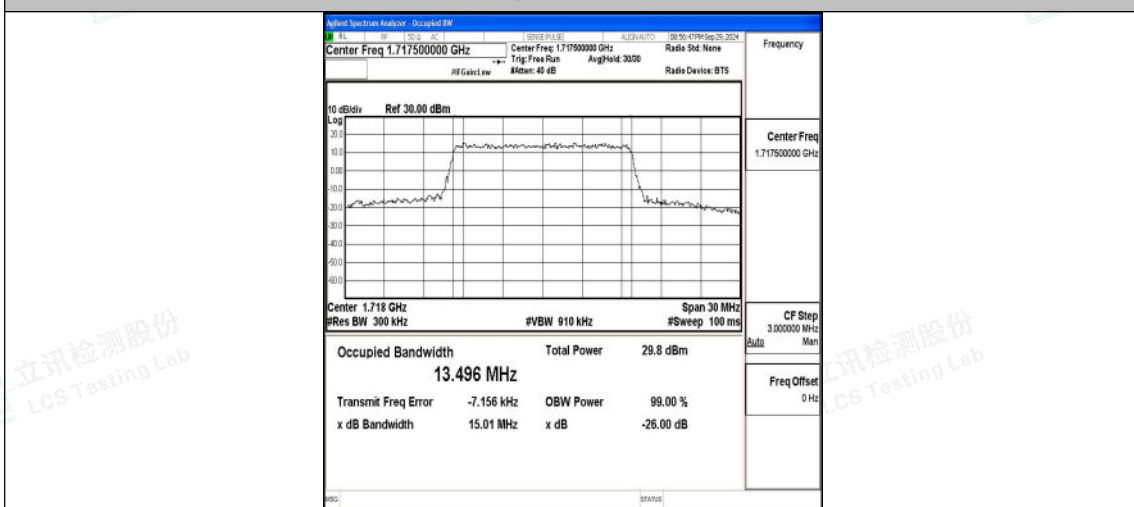 Agilent Spectrum Analyzer - Occupied BW
RL RF 50 Ω AC SENSE:PULSE ALIGNAUTO 08:56:47PM Sep 29, 2024
Center Freq 1.717500000 GHz
Center Freq: 1.717500000 GHz
Radio Std: None
Trig: Free Run Avg|Hold: 30/30
#IFGain:Low #Atten: 40 dB
Radio Device: BTS
Frequency
10 dB/div Ref 30.00 dBm
Log
20.0
10.0
0.00
-10.0
-20.0
-30.0
-40.0
-50.0
-60.0
Center 1.718 GHz Span 30 MHz
#Res BW 300 kHz #VBW 910 kHz #Sweep 100 ms
Occupied Bandwidth Total Power 29.8 dBm
13.496 MHz
Transmit Freq Error -7.156 kHz OBW Power 99.00 %
x dB Bandwidth 15.01 MHz x dB -26.00 dB
Center Freq
1.717500000 GHz
CF Step
3.000000 MHz
Auto Man
Freq Offset
0 Hz
MSG STATUS
立讯检测股份
LCS Testing Lab
立讯检测股份
LCS Testing Lab